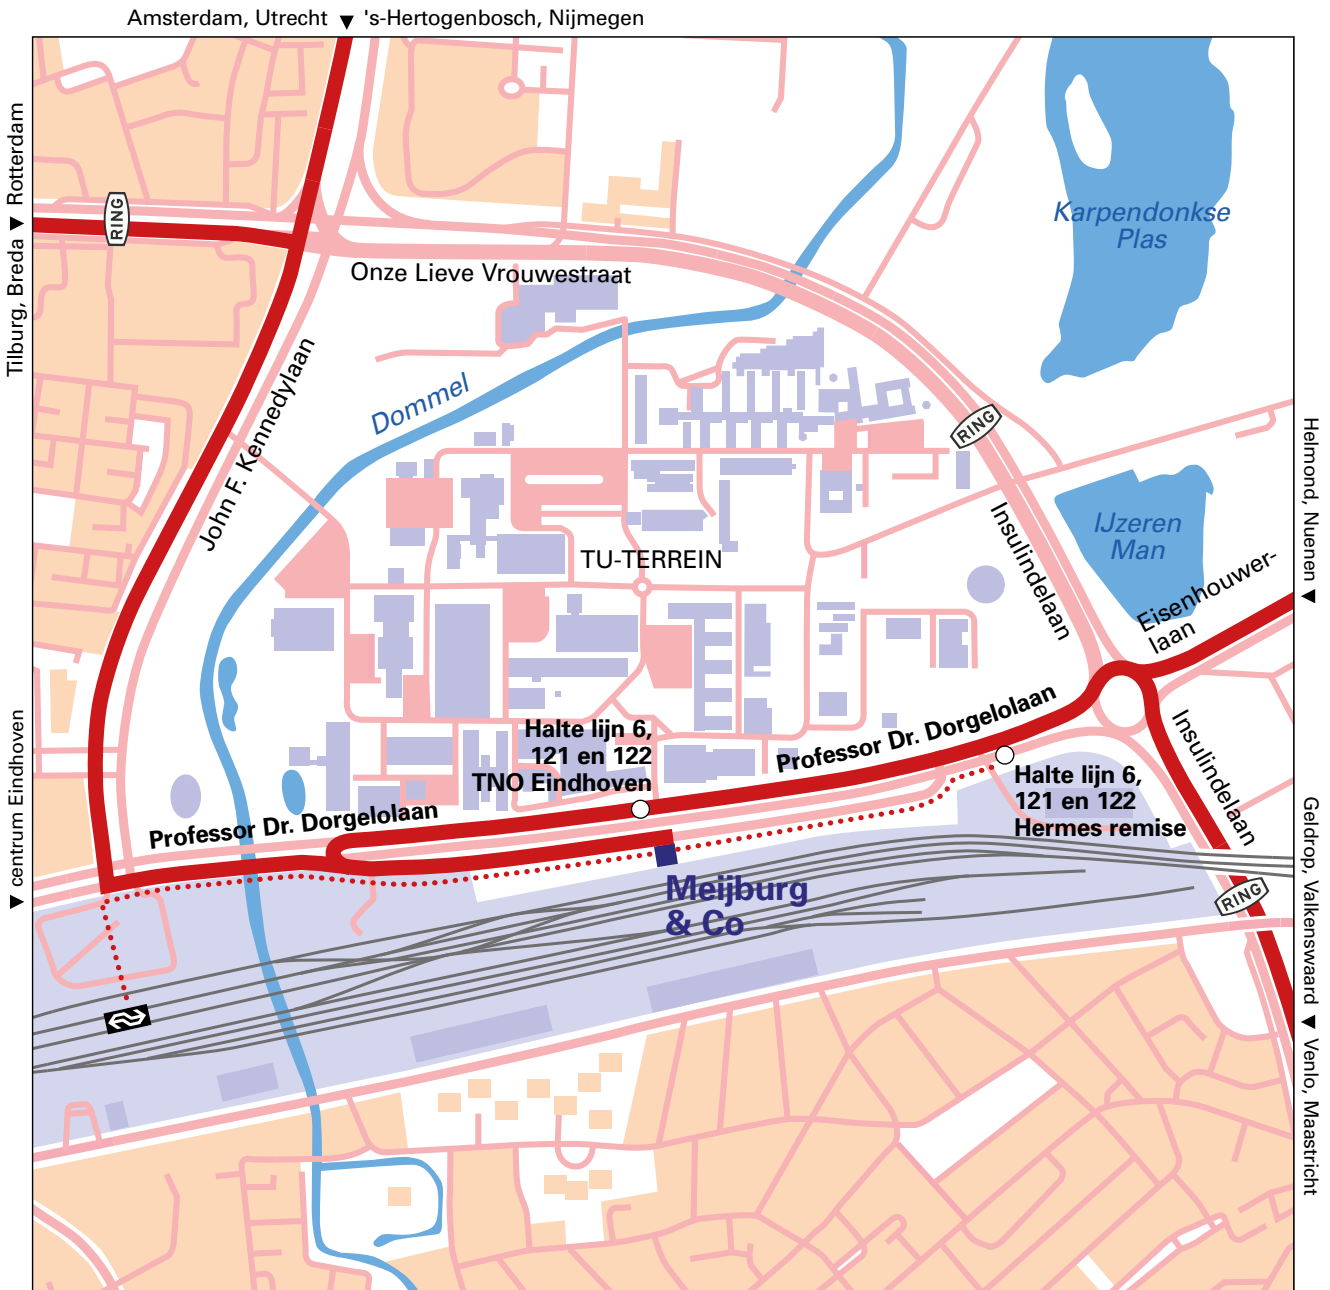 Amsterdam, Utrecht ▼ 's-Hertogenbosch, Nijmegen
Tilburg, Breda ▼ Rotterdam
RING
Karpendonkse
Plas
Onze Lieve Vrouwestraat
John F. Kennedylaan
Dommel
RING
Helmond, Nuenen ▼
IJzeren
Man
Insulindelaan
TU-TERREIN
Eisenhouwer-
laan
▼ centrum Eindhoven
Halte lijn 6,
121 en 122
TNO Eindhoven
Professor Dr. Dorgelolaan
Insulindelaan
Halte lijn 6,
121 en 122
Hermes remise
Professor Dr. Dorgelolaan
Meijburg
& Co
RING
Geldrop, Valkenswaard ▼ Venlo, Maastricht